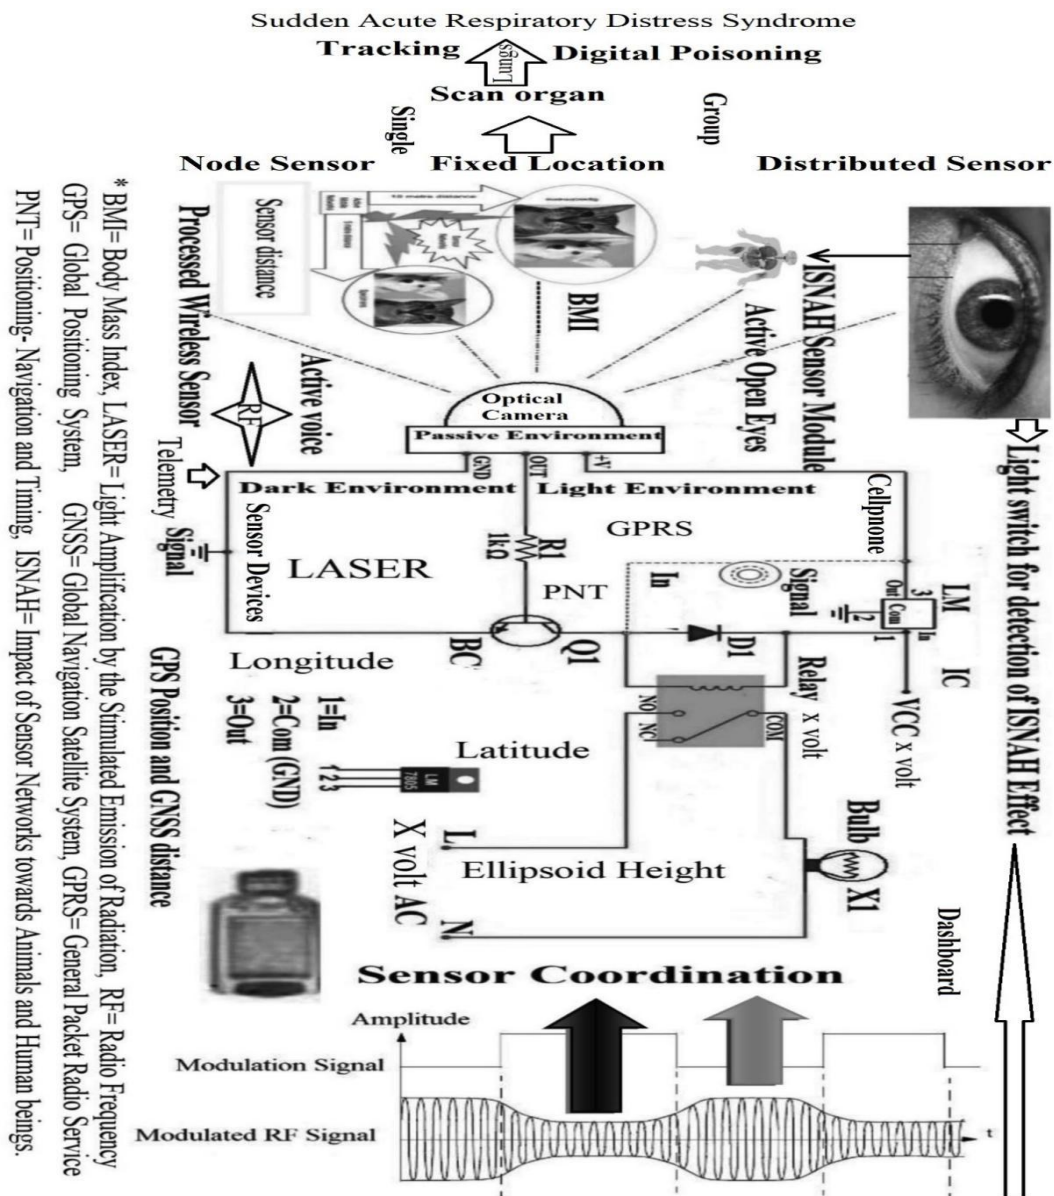 Sudden Acute Respiratory Distress Syndrome
Tracking
Digital Poisoning
Lungs
Scan organ
Single
Group
Node Sensor
Fixed Location
Distributed Sensor
10 metre distance
Sensor distance
Processed Wireless Sensor
BMI
ISNAH Sensor Module
Active Open Eyes
Active voice
RF
Telemetry
Optical
Camera
Passive Environment
GND
OUT
+V
Dark Environment
Light Environment
Cellpnone
Light switch for detection of ISNAH Effect
Signal
Sensor Devices
LASER
R1
1kΩ
GPRS
PNT
In
Signal
3
Out
Com
In
2
1
LM
IC
VCC x volt
BC
Q1
D1
Relay x volt
NO
NC
COM
Longitude
Latitude
1=In
2=Com (GND)
3=Out
1 2 3
LM
7805
GPS Position and GNSS distance
Bulb
X1
L
X volt AC
N
Ellipsoid Height
Dashboard
Sensor Coordination
Amplitude
Modulation Signal
Modulated RF Signal
t
* BMI= Body Mass Index, LASER= Light Amplification by the Stimulated Emission of Radiation, RF= Radio Frequency
GPS= Global Positioning System, GNSS= Global Navigation Satellite System, GPRS= General Packet Radio Service
PNT= Positioning- Navigation and Timing, ISNAH= Impact of Sensor Networks towards Animals and Human beings.